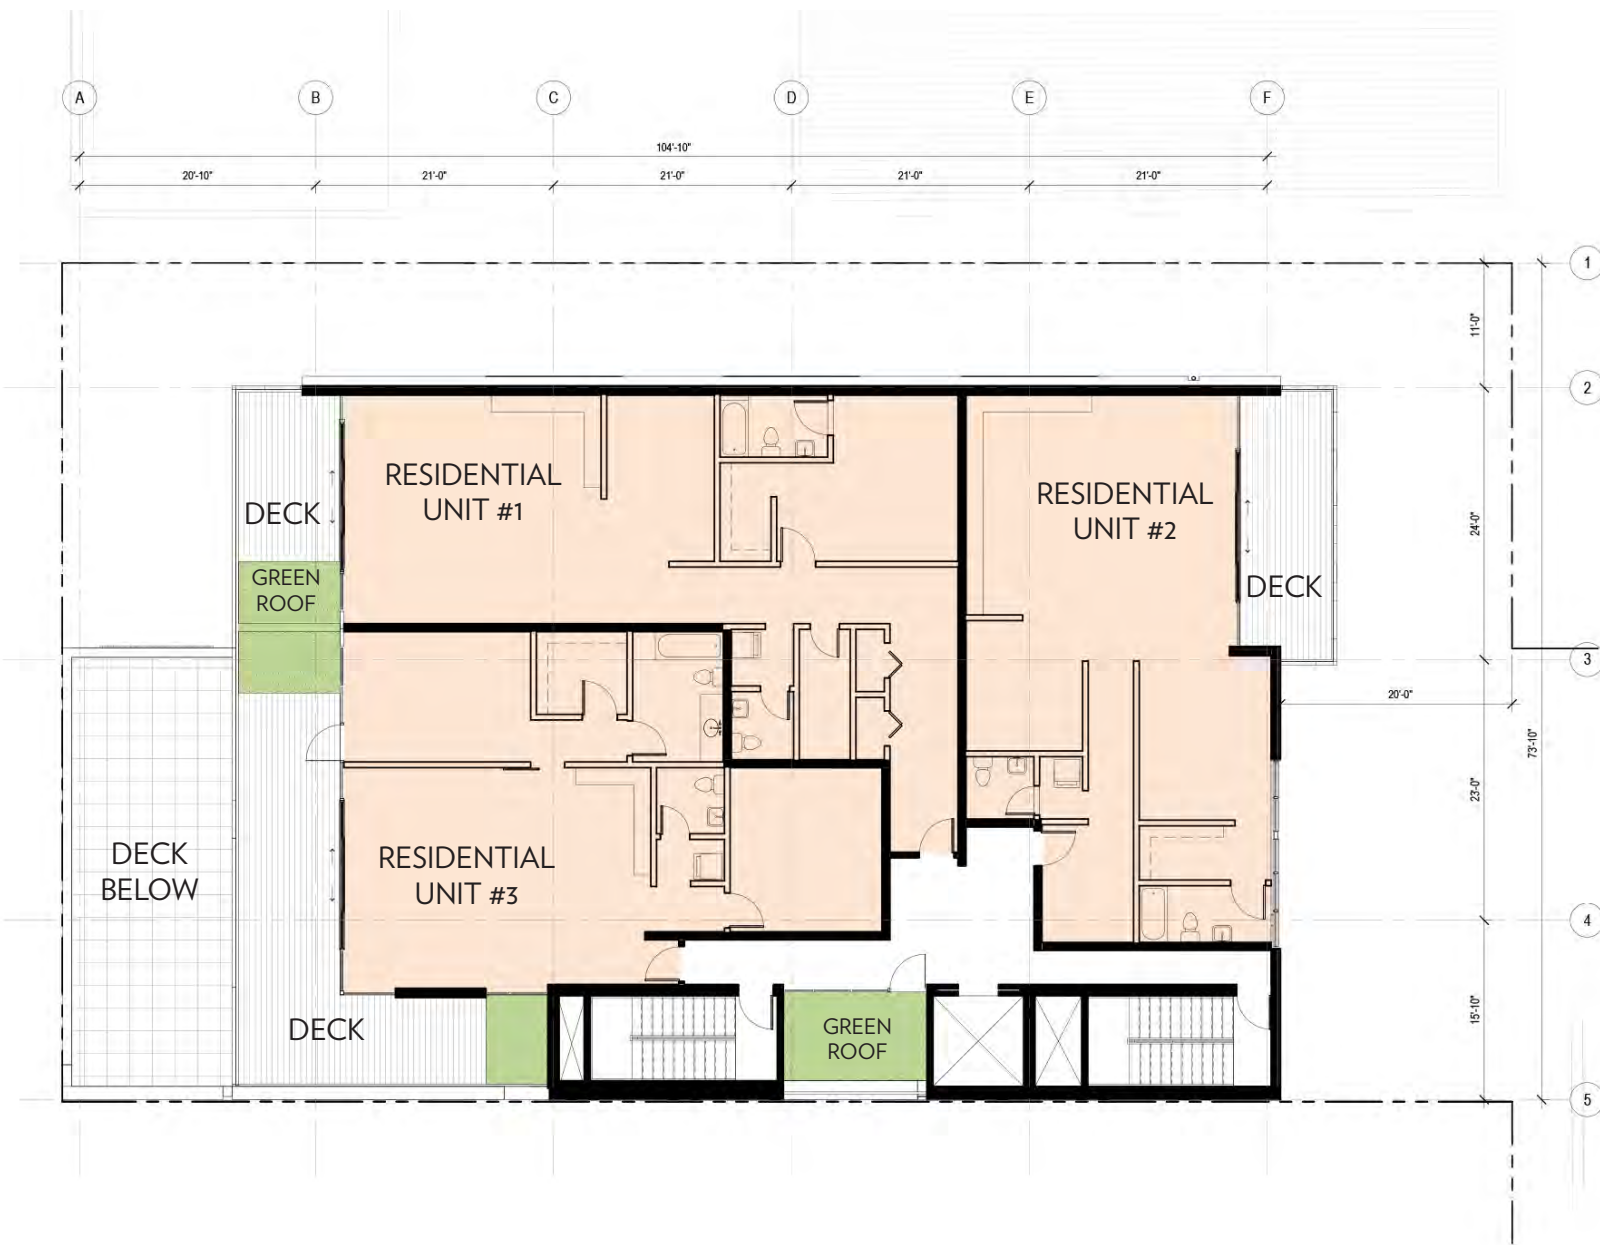 A
B
C
D
E
F
104'-10"
20'-10"
21'-0"
21'-0"
21'-0"
21'-0"
1
11'-0"
2
RESIDENTIAL
UNIT #1
RESIDENTIAL
UNIT #2
DECK
24'-0"
GREEN
ROOF
DECK
3
20'-0"
73'-10"
23'-0"
DECK
BELOW
RESIDENTIAL
UNIT #3
4
DECK
GREEN
ROOF
15'-10"
5